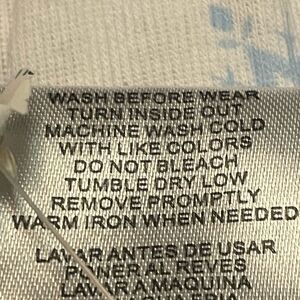 WASH BEFORE WEAR
TURN INSIDE OUT
MACHINE WASH COLD
WITH LIKE COLORS
DO NOT BLEACH
TUMBLE DRY LOW
REMOVE PROMPTLY
WARM IRON WHEN NEEDED
LAVAR ANTES DE USAR
PONER AL REVES
LAVAR A MAQUINA